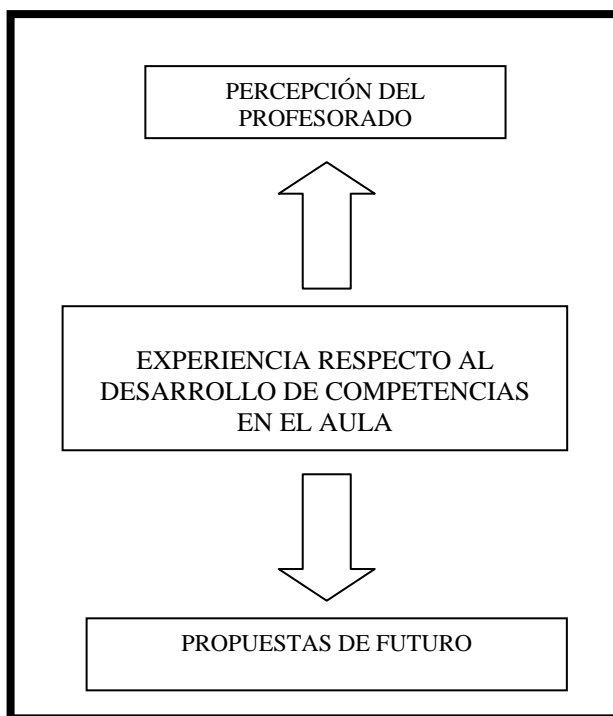 PERCEPCIÓN DEL
PROFESORADO
EXPERIENCIA RESPECTO AL
DESARROLLO DE COMPETENCIAS
EN EL AULA
PROPUESTAS DE FUTURO